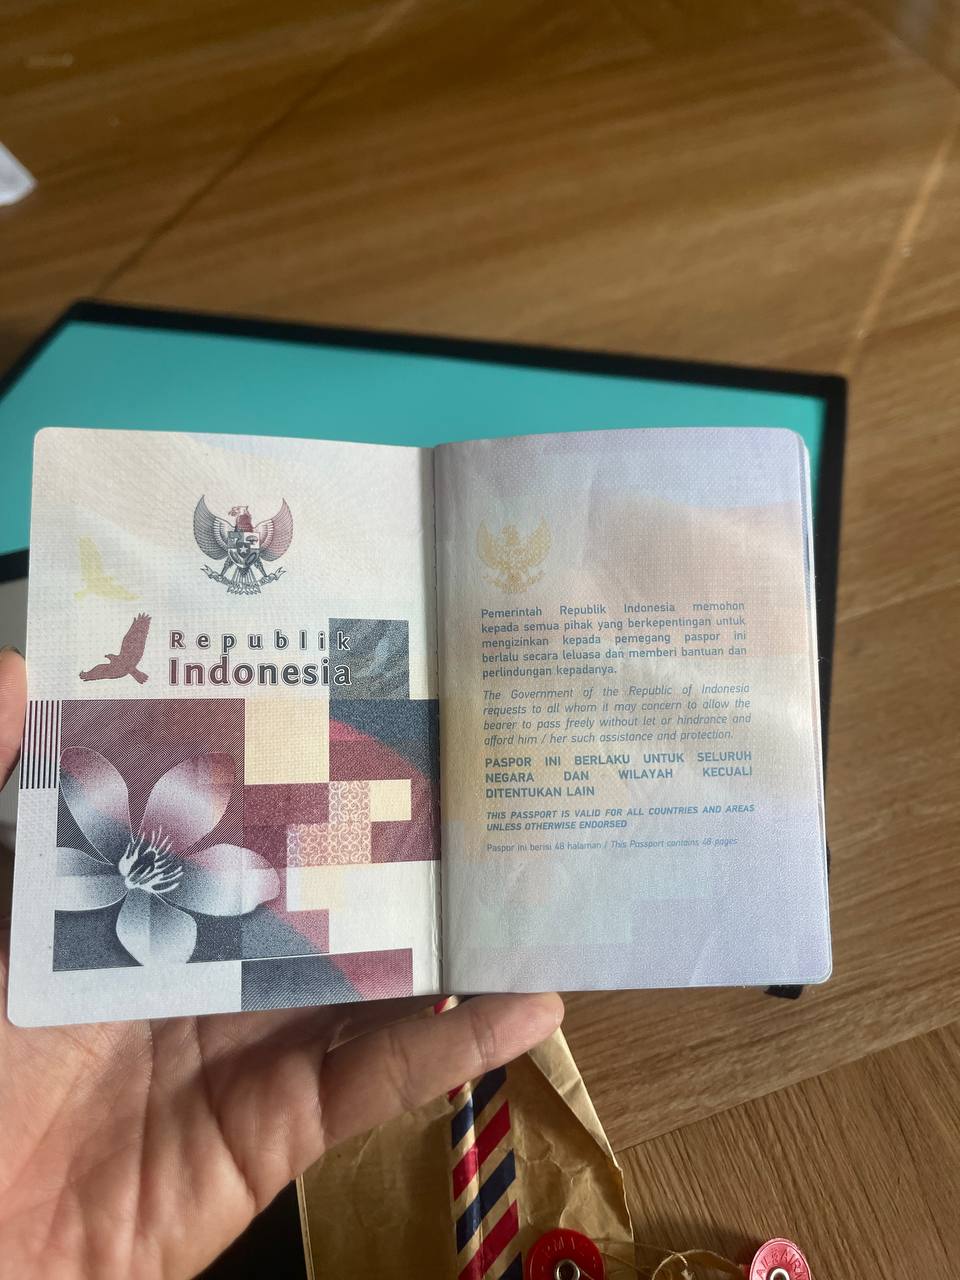 Republik
Indonesia
Pemerintah Republik Indonesia memohon
kepada semua pihak yang berkepentingan untuk
mengizinkan kepada pemegang paspor ini
berlalu secara leluasa dan memberi bantuan dan
perlindungan kepadanya.
The Government of the Republic of Indonesia
requests to all whom it may concern to allow the
bearer to pass freely without let or hindrance and
afford him / her such assistance and protection.
PASPOR INI BERLAKU UNTUK SELURUH
NEGARA DAN WILAYAH KECUALI
DITENTUKAN LAIN
THIS PASSPORT IS VALID FOR ALL COUNTRIES AND AREAS
UNLESS OTHERWISE ENDORSED
Paspor ini berisi 48 halaman / This Passport contains 48 pages